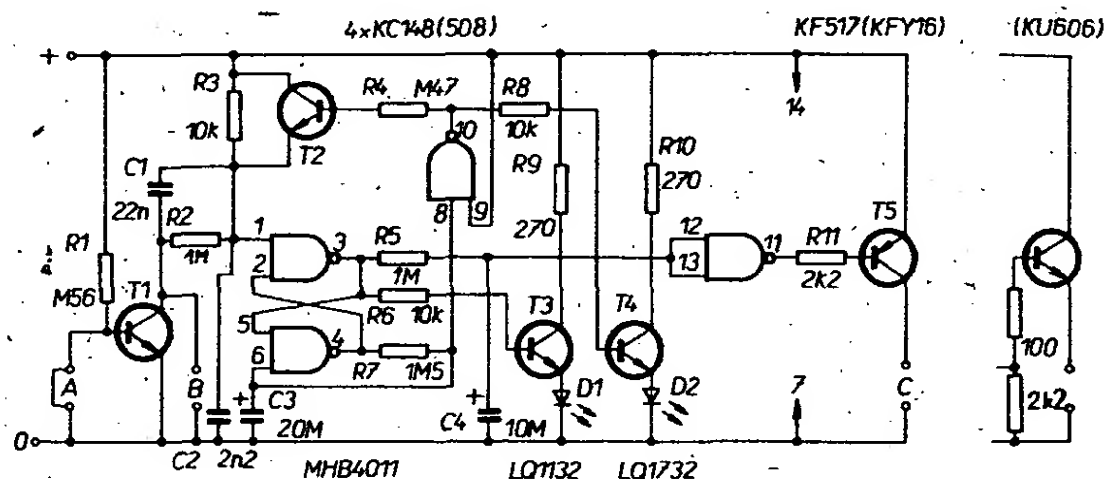 4xKC148(508) KF517(KFY16) (KU606)
+
R3 R4 M47 R8
14
10k 10 10k R10
T2 R9 270
C1
22n R2 8 9 270 12 T5
1 3 R5 11 R11
R1 1M 2 1M 13 2k2
M56 T1 R6 10k T3 T4 100
5 4
6 R7 1M5
A B C3 D1 D2 7 C 2k2
+ +
20M C4 10M
0
C2 2n2 MHB4011 LQ1132 LQ1732